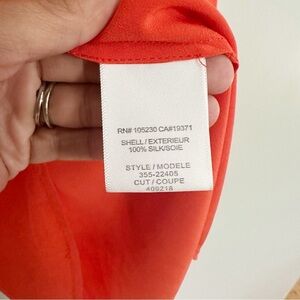 RN# 105230 CA#19371
SHELL / EXTERIEUR
100% SILK/SOIE
STYLE / MODELE
355-22405
CUT / COUPE
409218